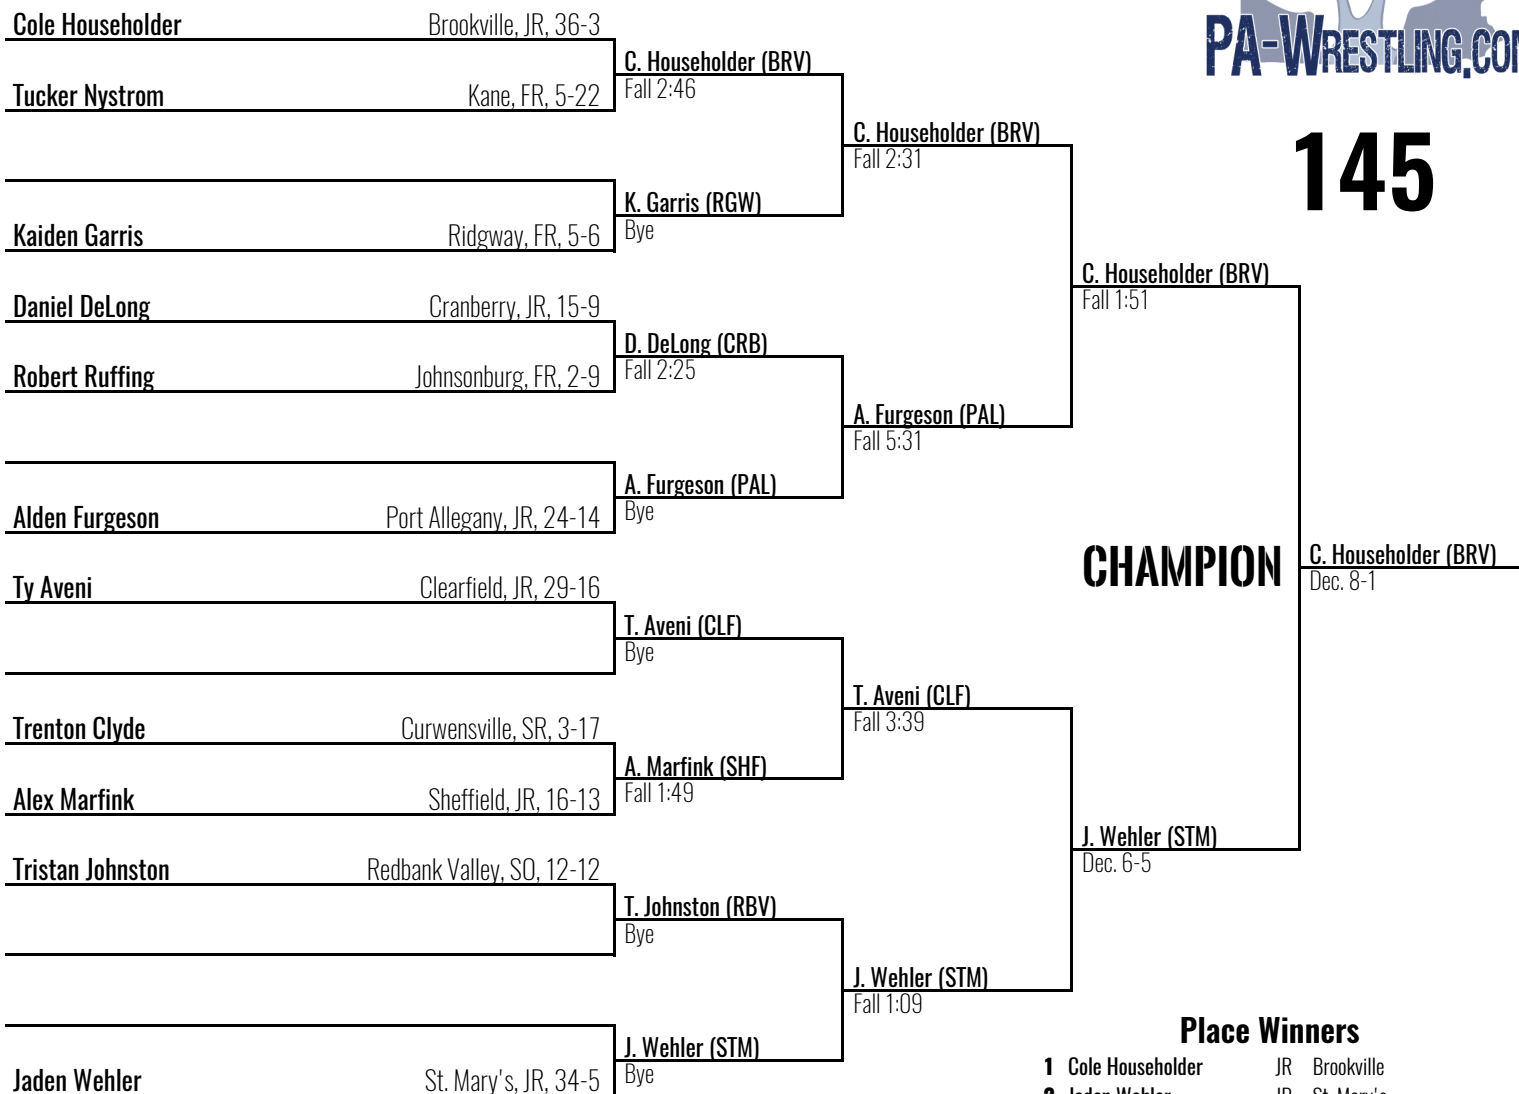 Cole Householder Brookville, JR, 36-3
C. Householder (BRV)
Fall 2:46
Tucker Nystrom Kane, FR, 5-22
C. Householder (BRV)
Fall 2:31
K. Garris (RGW)
Bye
Kaiden Garris Ridgway, FR, 5-6
C. Householder (BRV)
Fall 1:51
Daniel DeLong Cranberry, JR, 15-9
D. DeLong (CRB)
Fall 2:25
Robert Ruffing Johnsonburg, FR, 2-9
A. Furgeson (PAL)
Fall 5:31
A. Furgeson (PAL)
Bye
Alden Furgeson Port Allegany, JR, 24-14
CHAMPION
C. Householder (BRV)
Dec. 8-1
Ty Aveni Clearfield, JR, 29-16
T. Aveni (CLF)
Bye
T. Aveni (CLF)
Fall 3:39
Trenton Clyde Curwensville, SR, 3-17
A. Marfink (SHF)
Fall 1:49
Alex Marfink Sheffield, JR, 16-13
J. Wehler (STM)
Dec. 6-5
Tristan Johnston Redbank Valley, SO, 12-12
T. Johnston (RBV)
Bye
J. Wehler (STM)
Fall 1:09
J. Wehler (STM)
Bye
Jaden Wehler St. Mary's, JR, 34-5
PA-WRESTLING.COM
145
Place Winners
1 Cole Householder JR Brookville
2 Jaden Wehler JR St. Mary's